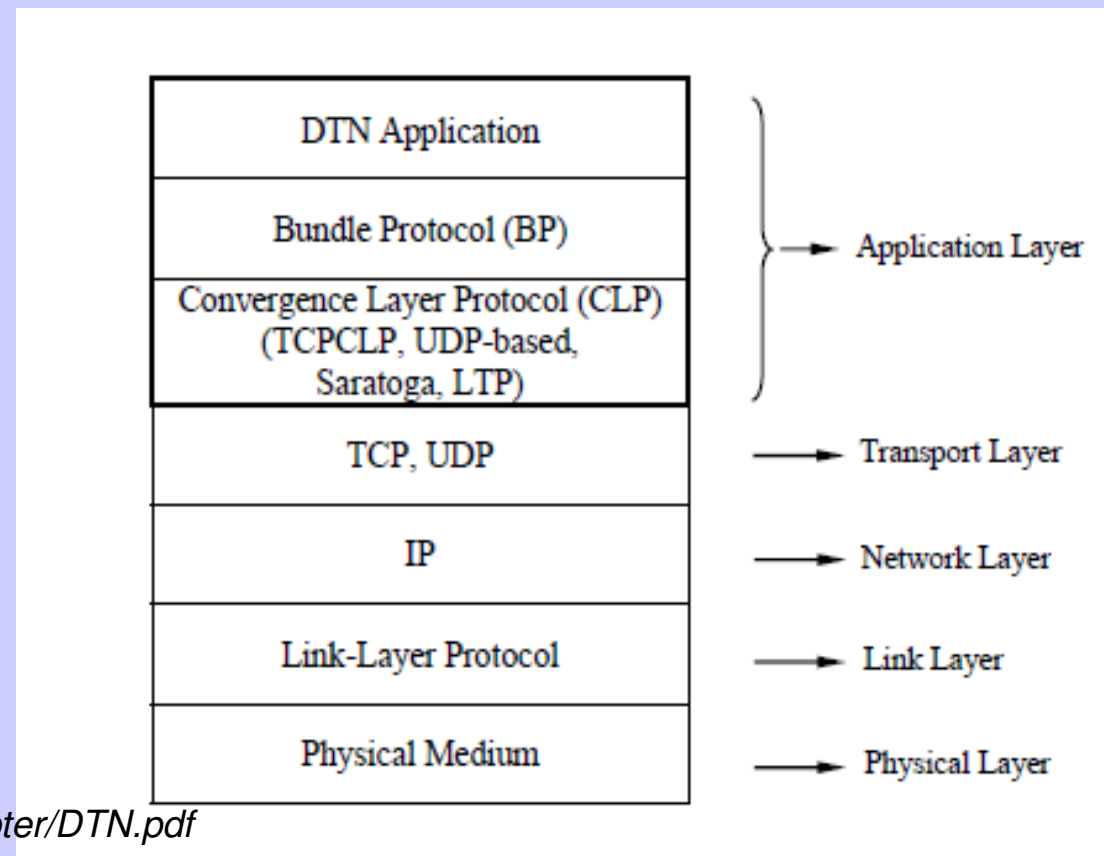 DTN Application
Bundle Protocol (BP)
Convergence Layer Protocol (CLP)
(TCPCLP, UDP-based,
Saratoga, LTP)
Application Layer
TCP, UDP
Transport Layer
IP
Network Layer
Link-Layer Protocol
Link Layer
Physical Medium
Physical Layer
ter/DTN.pdf